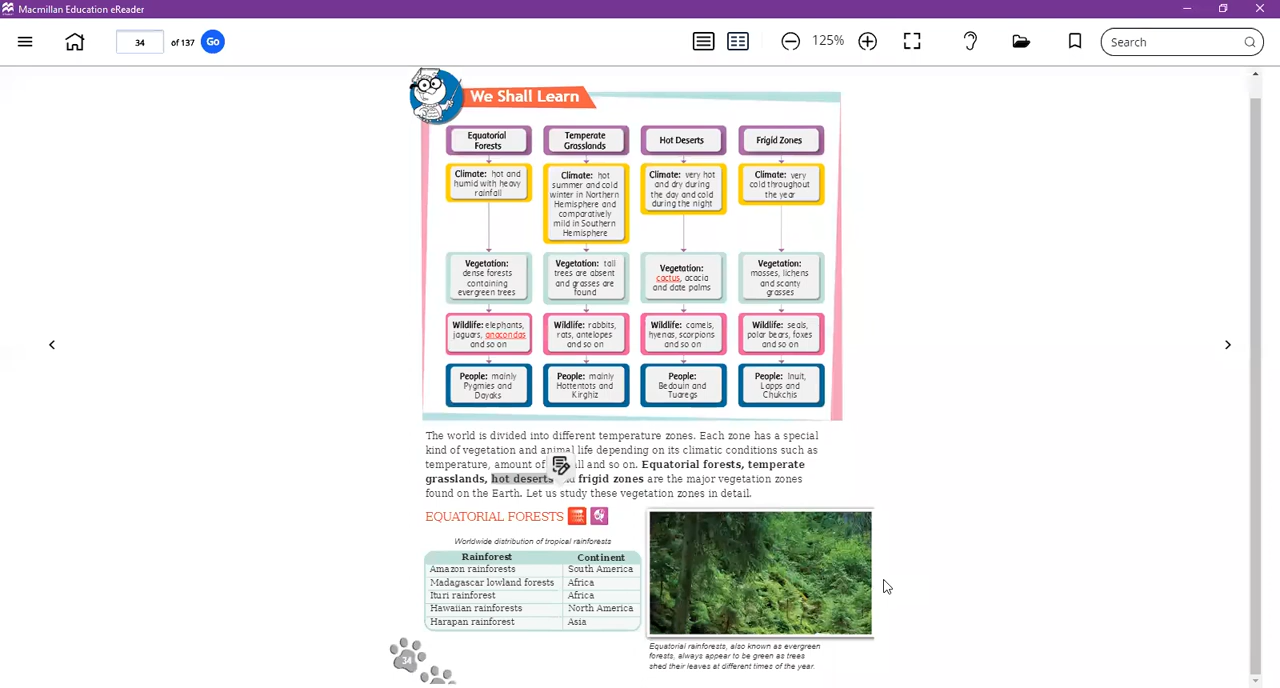 Macmillan Education eReader
34 of 137 Go 125% Search
We Shall Learn
Equatorial
Forests
Climate: hot and
humid with heavy
rainfall
Vegetation:
dense forests
containing
evergreen trees
Wildlife: elephants,
jaguars, anacondas
and so on
People: mainly
Pygmies and
Dayaks
Temperate
Grasslands
Climate: hot
summer and cold
winter in Northern
Hemisphere and
comparatively
mild in Southern
Hemisphere
Vegetation: tall
trees are absent
and grasses are
found
Wildlife: rabbits,
rats, antelopes
and so on
People: mainly
Hottentots and
Kirghiz
Hot Deserts
Climate: very hot
and dry during
the day and cold
during the night
Vegetation:
cactus, acacia
and date palms
Wildlife: camels,
hyenas, scorpions
and so on
People:
Bedouin and
Tuaregs
Frigid Zones
Climate: very
cold throughout
the year
Vegetation:
mosses, lichens
and scanty
grasses
Wildlife: seals,
polar bears, foxes
and so on
People: Inuit,
Lapps and
Chukchis
The world is divided into different temperature zones. Each zone has a special
kind of vegetation and animal life depending on its climatic conditions such as
temperature, amount of all and so on. Equatorial forests, temperate
grasslands, hot deserts frigid zones are the major vegetation zones
found on the Earth. Let us study these vegetation zones in detail.
EQUATORIAL FORESTS
Worldwide distribution of tropical rainforests
Rainforest Continent
Amazon rainforests South America
Madagascar lowland forests Africa
Ituri rainforest Africa
Hawaiian rainforests North America
Harapan rainforest Asia
Equatorial rainforests, also known as evergreen
forests, always appear to be green as trees
shed their leaves at different times of the year.
34